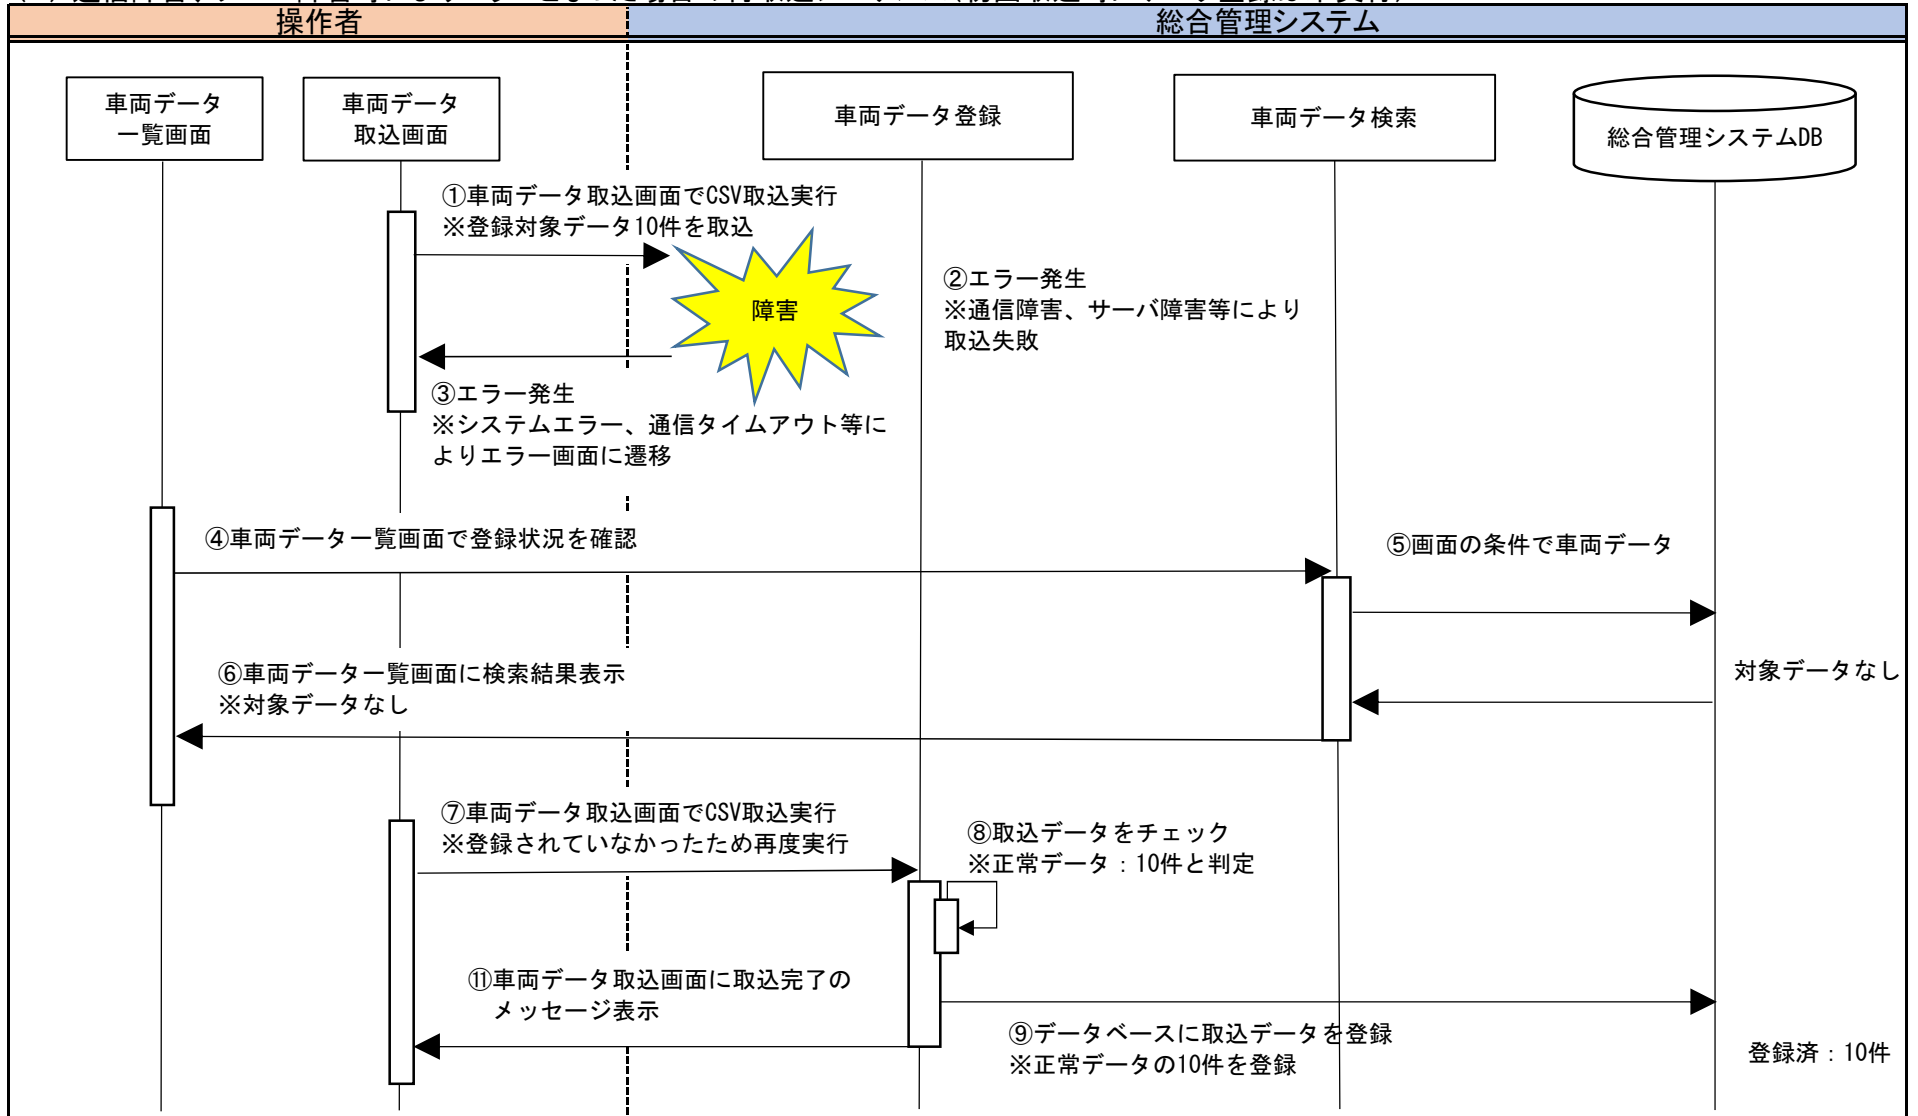 操作者
総合管理システム
車両データ
一覧画面
車両データ
取込画面
車両データ登録
車両データ検索
総合管理システムDB
①車両データ取込画面でCSV取込実行
※登録対象データ10件を取込
障害
②エラー発生
※通信障害、サーバ障害等により
取込失敗
③エラー発生
※システムエラー、通信タイムアウト等に
よりエラー画面に遷移
④車両データ一覧画面で登録状況を確認
⑤画面の条件で車両データ
⑥車両データ一覧画面に検索結果表示
※対象データなし
対象データなし
⑦車両データ取込画面でCSV取込実行
※登録されていなかったため再度実行
⑧取込データをチェック
※正常データ：10件と判定
⑪車両データ取込画面に取込完了の
メッセージ表示
⑨データベースに取込データを登録
※正常データの10件を登録
登録済：10件